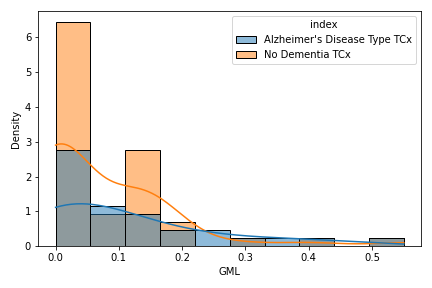 index
Alzheimer's Disease Type TCx
No Dementia TCx
6
5
4
3
2
1
0
Density
0.0 0.1 0.2 0.3 0.4 0.5
GML